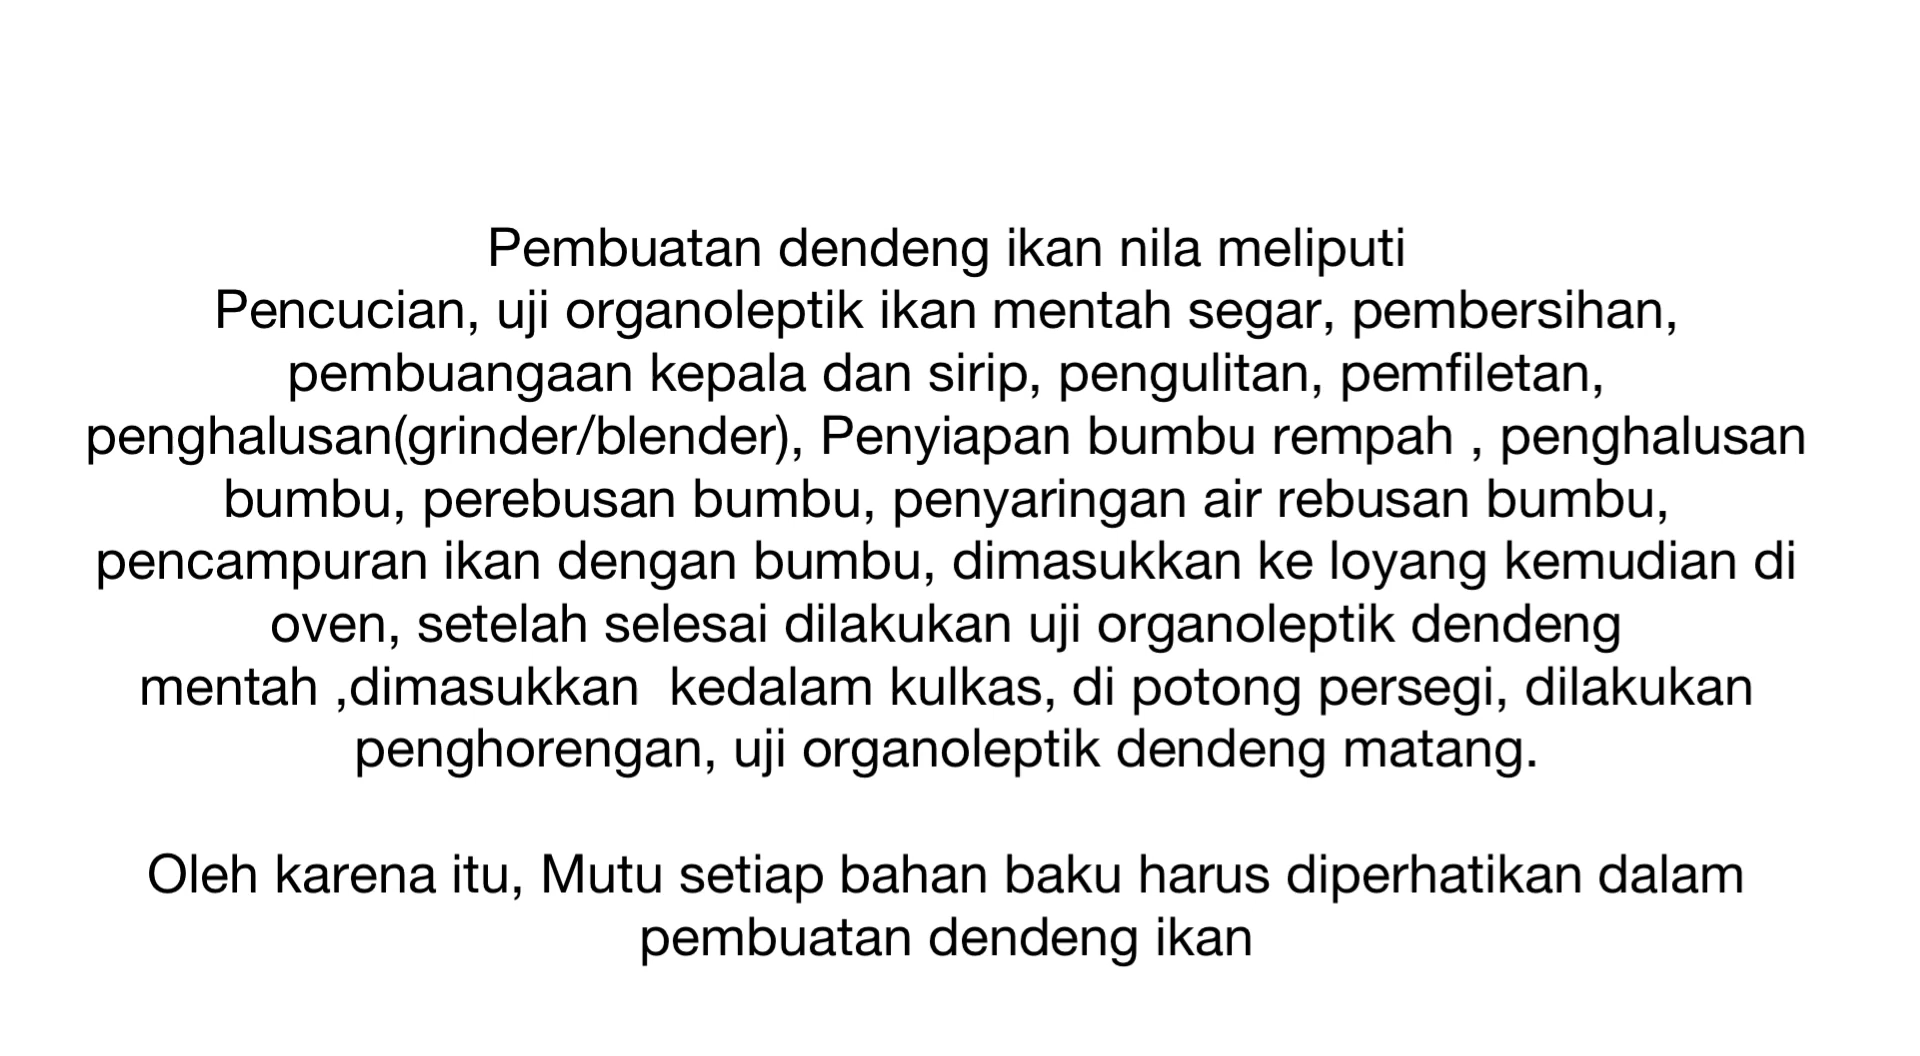 Pembuatan dendeng ikan nila meliputi
Pencucian, uji organoleptik ikan mentah segar, pembersihan,
pembuangaan kepala dan sirip, pengulitan, pemfiletan,
penghalusan(grinder/blender), Penyiapan bumbu rempah , penghalusan
bumbu, perebusan bumbu, penyaringan air rebusan bumbu,
pencampuran ikan dengan bumbu, dimasukkan ke loyang kemudian di
oven, setelah selesai dilakukan uji organoleptik dendeng
mentah ,dimasukkan  kedalam kulkas, di potong persegi, dilakukan
penghorengan, uji organoleptik dendeng matang.
Oleh karena itu, Mutu setiap bahan baku harus diperhatikan dalam
pembuatan dendeng ikan